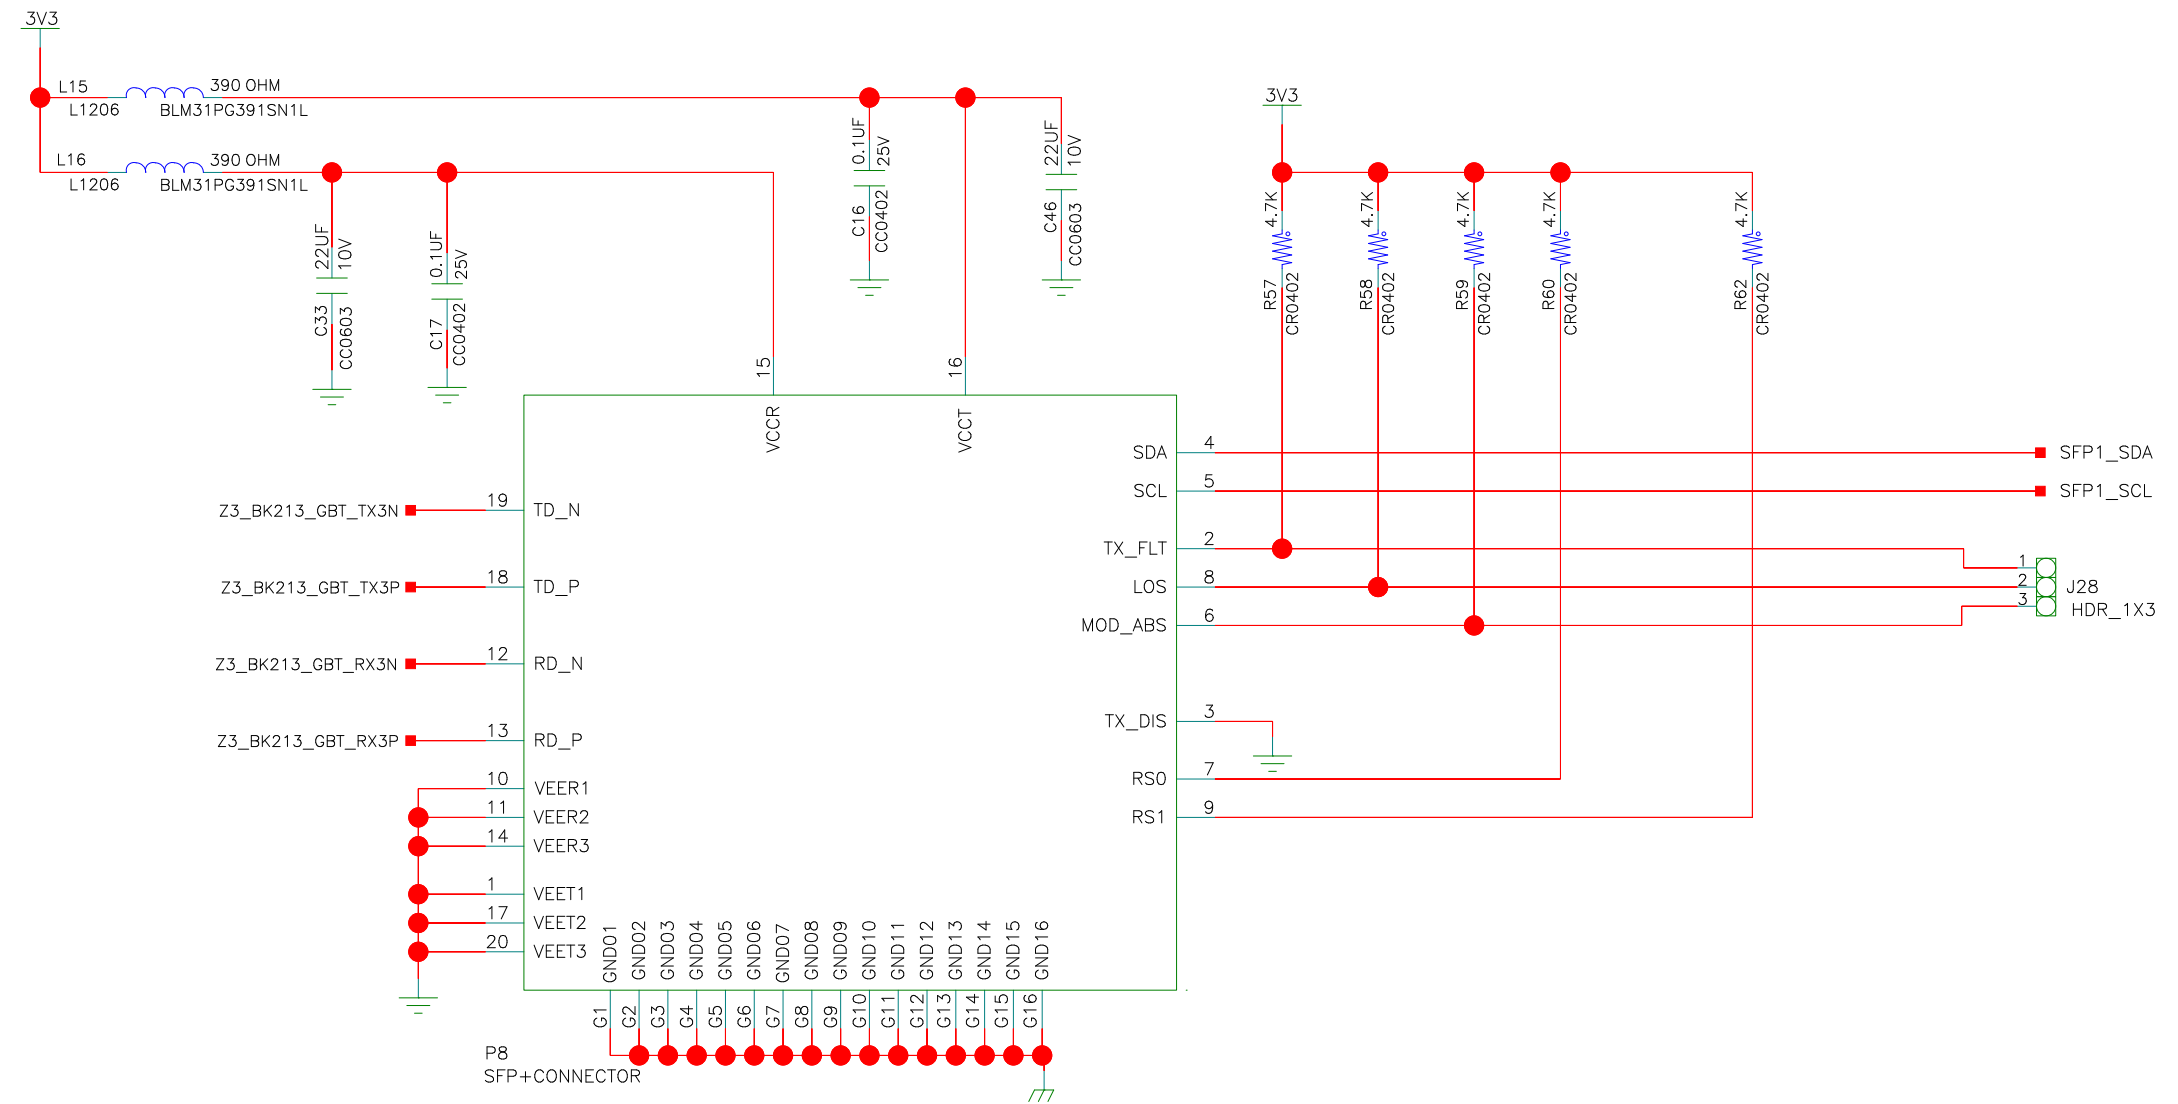 3V3
L15
390 OHM
L1206
BLM31PG391SN1L
L16
390 OHM
L1206
BLM31PG391SN1L
22UF
10V
C33
CC0603
0.1UF
25V
C17
CC0402
0.1UF
25V
C16
CC0402
22UF
10V
C46
CC0603
3V3
4.7K
R57
CR0402
4.7K
R58
CR0402
4.7K
R59
CR0402
4.7K
R60
CR0402
4.7K
R62
CR0402
15
VCCR
16
VCCT
Z3_BK213_GBT_TX3N
19
TD_N
Z3_BK213_GBT_TX3P
18
TD_P
Z3_BK213_GBT_RX3N
12
RD_N
Z3_BK213_GBT_RX3P
13
RD_P
10
VEER1
11
VEER2
14
VEER3
1
VEET1
17
VEET2
20
VEET3
SDA
4
SFP1_SDA
SCL
5
SFP1_SCL
TX_FLT
2
1
LOS
8
2
J28
MOD_ABS
6
3
HDR_1X3
TX_DIS
3
RS0
7
RS1
9
GND01
GND02
GND03
GND04
GND05
GND06
GND07
GND08
GND09
GND10
GND11
GND12
GND13
GND14
GND15
GND16
G1
G2
G3
G4
G5
G6
G7
G8
G9
G10
G11
G12
G13
G14
G15
G16
P8
SFP+CONNECTOR